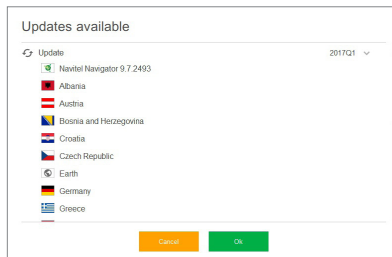 Updates available
Update 2017Q1
Navitel Navigator 9.7.2493
Albania
Austria
Bosnia and Herzegovina
Croatia
Czech Republic
Earth
Germany
Greece
Cancel Ok